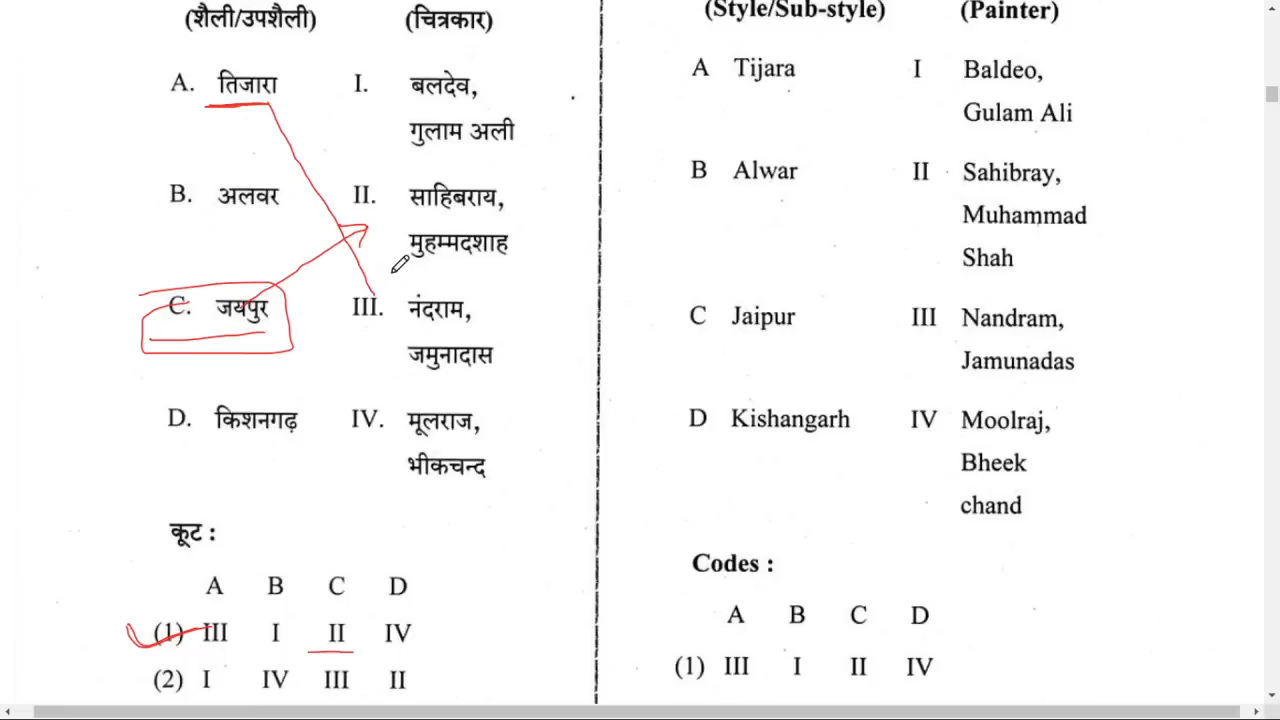 (शैली/उपशैली) (चित्रकार)
A. तिजारा I. बलदेव,
गुलाम अली
B. अलवर II. साहिबराय,
मुहम्मदशाह
C. जयपुर III. नंदराम,
जमुनादास
D. किशनगढ़ IV. मूलराज,
भीकचन्द
कूट :
A B C D
(1) III I II IV
(2) I IV III II
(Style/Sub-style) (Painter)
A Tijara I Baldeo,
Gulam Ali
B Alwar II Sahibray,
Muhammad
Shah
C Jaipur III Nandram,
Jamunadas
D Kishangarh IV Moolraj,
Bheek
chand
Codes :
A B C D
(1) III I II IV